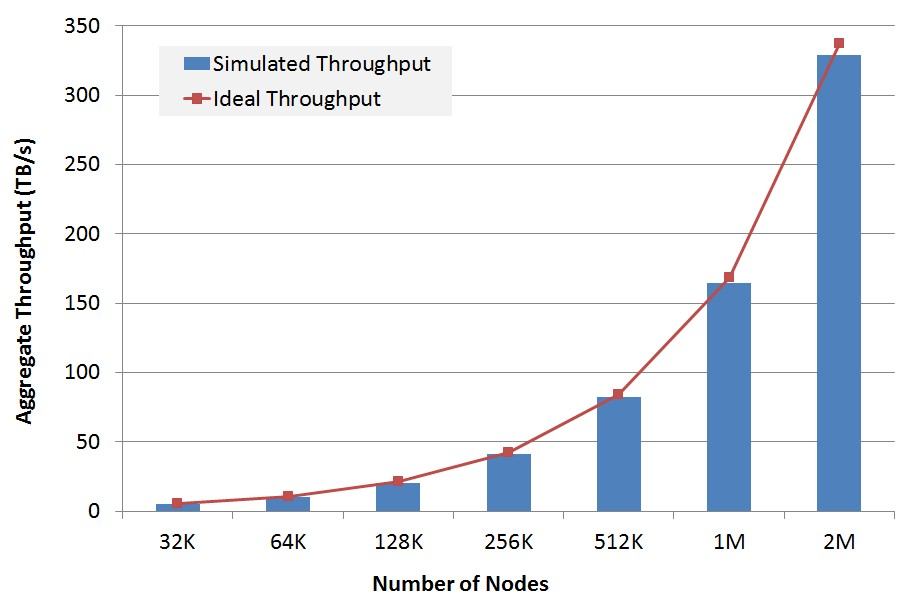 350
300
250
200
150
100
50
0
Aggregate Throughput (TB/s)
Simulated Throughput
Ideal Throughput
32K 64K 128K 256K 512K 1M 2M
Number of Nodes